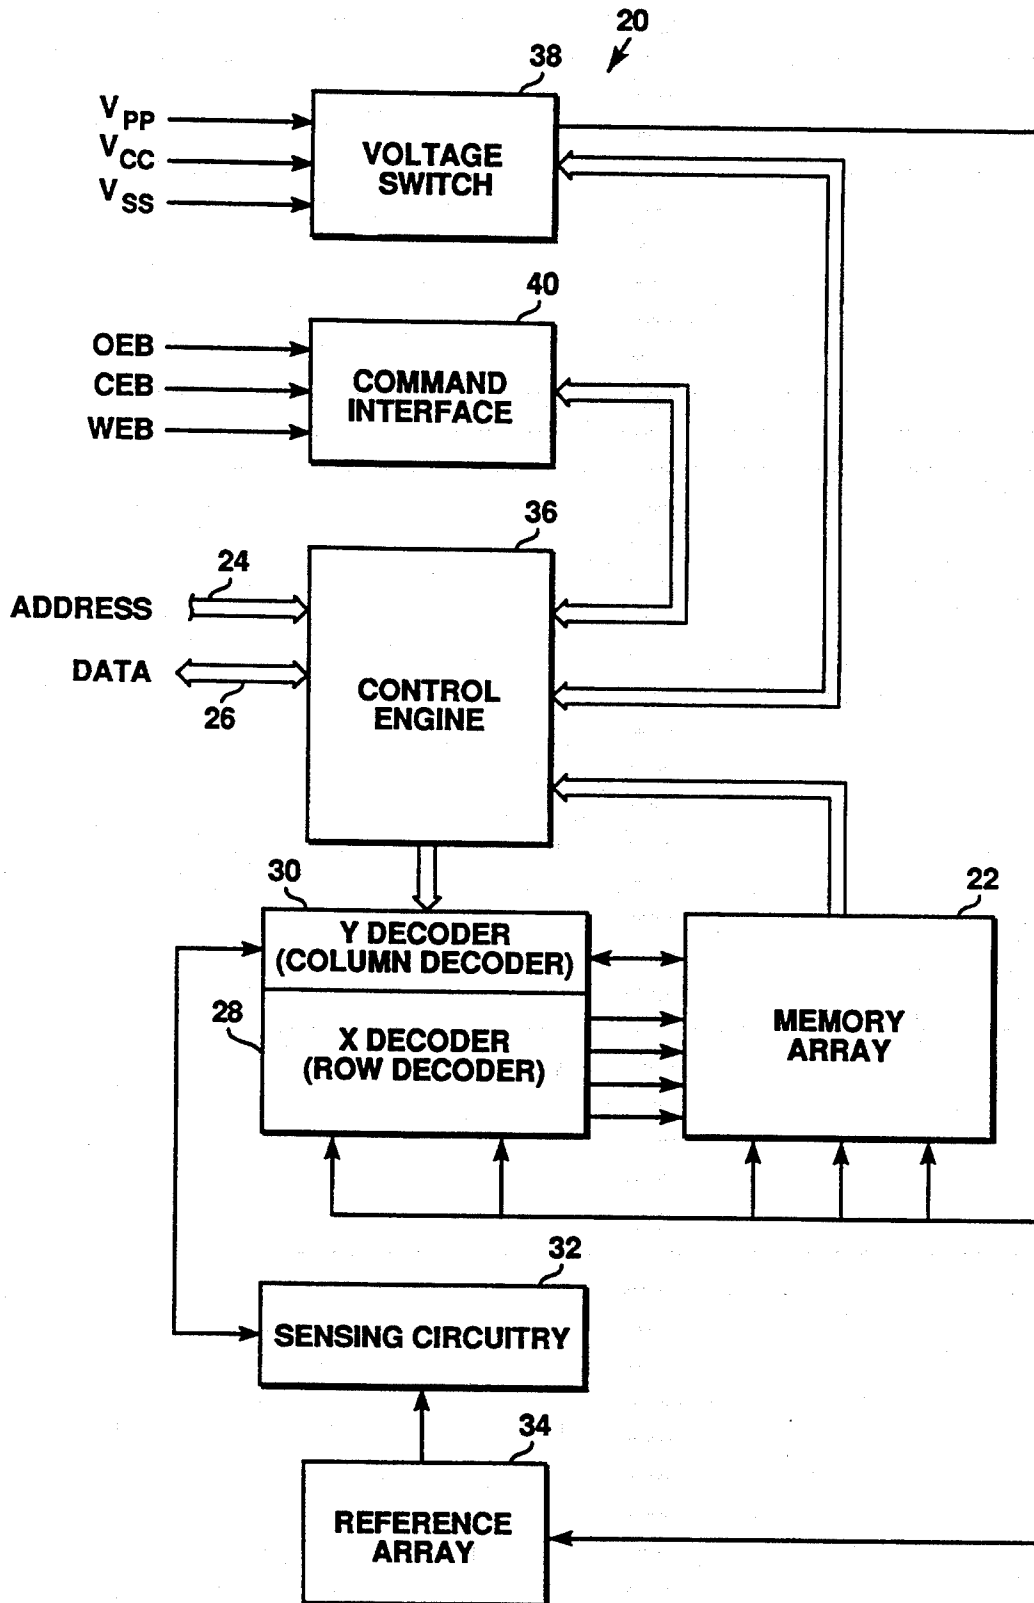 20
38
VPP
VCC
VSS
VOLTAGE
SWITCH
40
OEB
CEB
WEB
COMMAND
INTERFACE
36
24
ADDRESS
DATA
26
CONTROL
ENGINE
30
22
Y DECODER
(COLUMN DECODER)
28
X DECODER
(ROW DECODER)
MEMORY
ARRAY
32
SENSING CIRCUITRY
34
REFERENCE
ARRAY